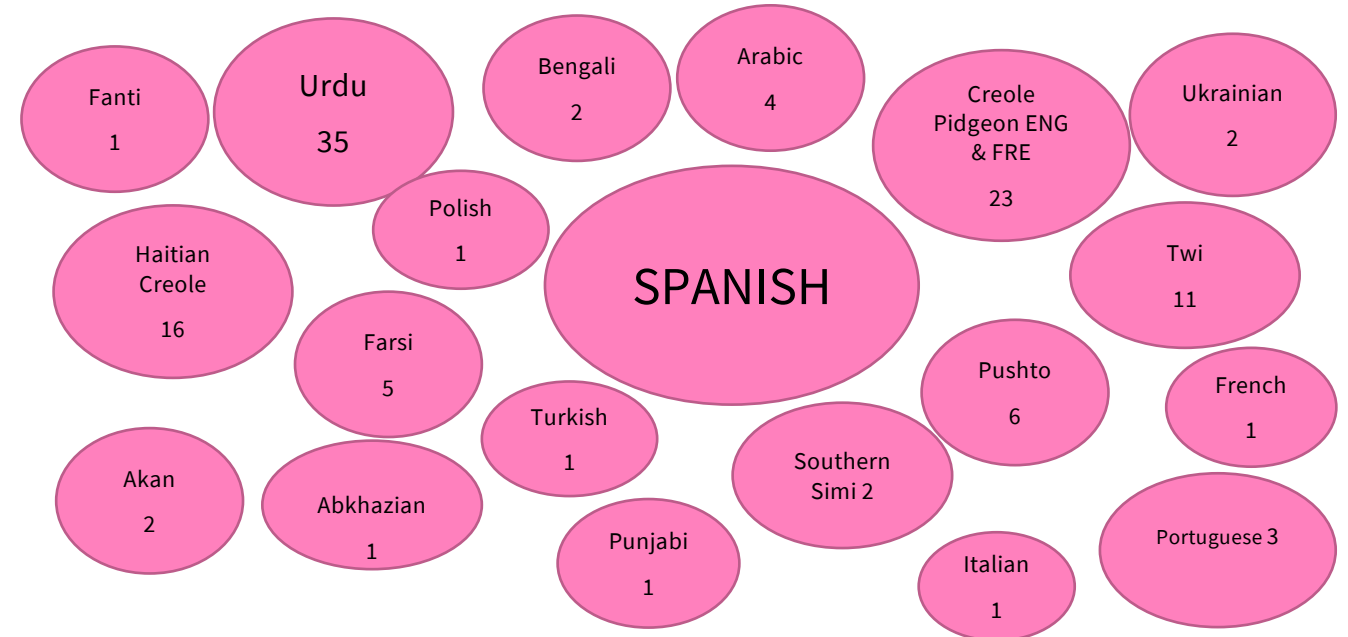 Fanti
1
Urdu
35
Bengali
2
Arabic
4
Creole
Pidgeon ENG
& FRE
23
Ukrainian
2
Haitian
Creole
16
Polish
1
SPANISH
Twi
11
Farsi
5
Turkish
1
Pushto
6
French
1
Akan
2
Abkhazian
1
Punjabi
1
Southern
Simi 2
Italian
1
Portuguese 3